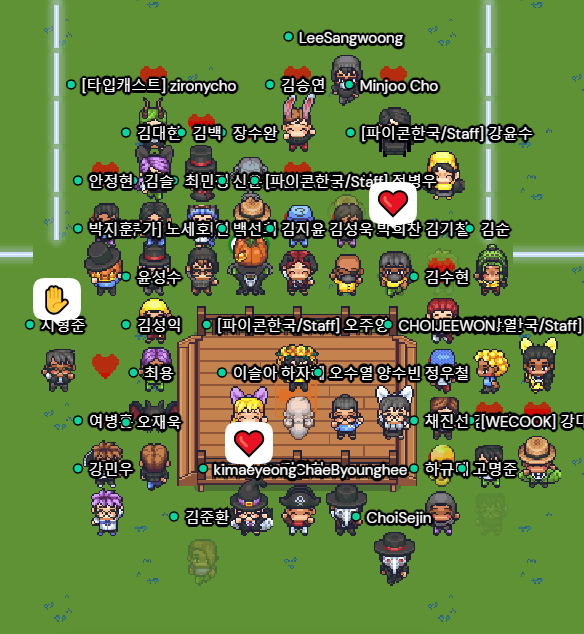 LeeSangwoong
[타입캐스트] zironycho
김승연
Minjoo Cho
김대현
김백
장수완
[파이콘한국/Staff] 강윤수
안정현
김슬
최민
[파이콘한국/Staff]
박지훈
노세호
백선
김지윤
김성욱
박희찬
김기철
김순
윤성수
김수현
시형준
김성익
[파이콘한국/Staff] 오주영
CHOIJEEWON
최용
이슬아
하자
오수열
양수빈
정우철
여병
오재욱
채진선
[WECOOK]
강민우
kimaeyeong
ChaeByounghee
하규
고명준
김준환
ChoiSejin